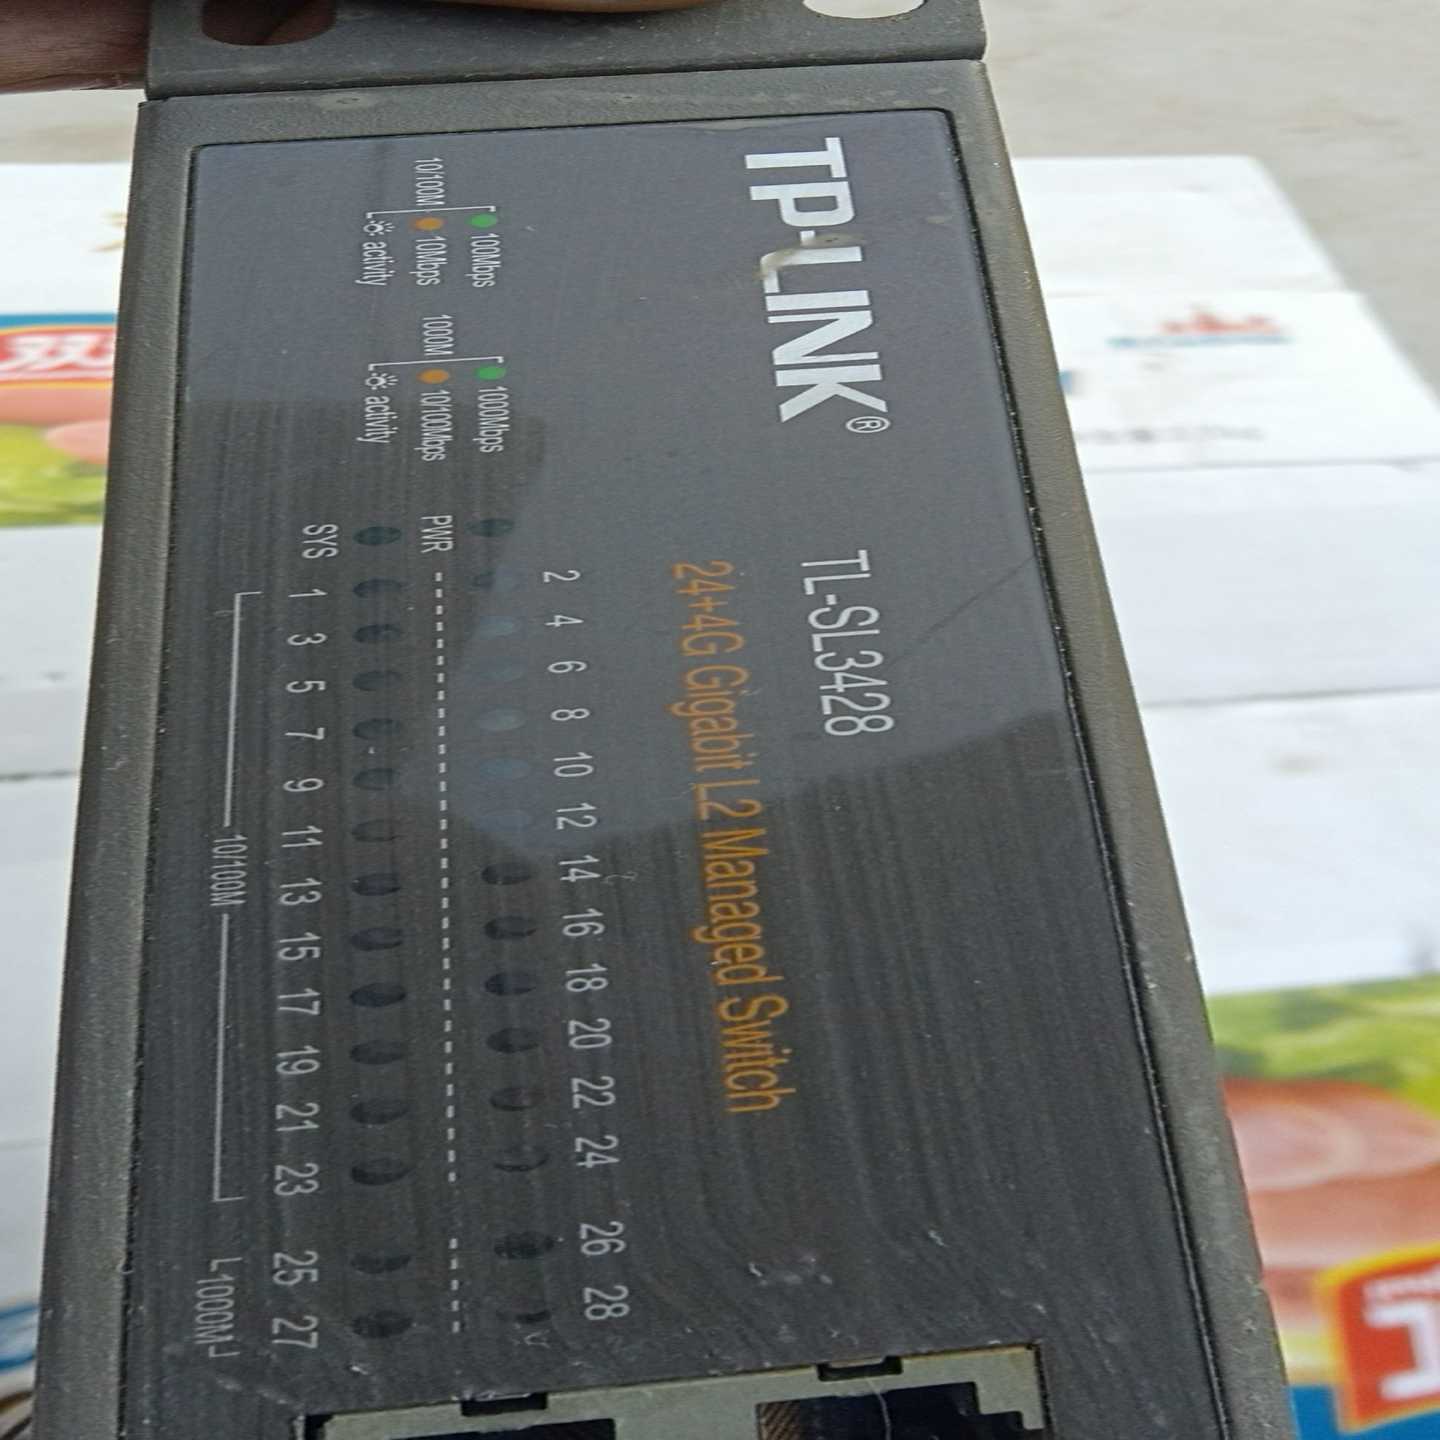 TP-LINK®
TL-SL3428
24+4G Gigabit L2 Managed Switch
10/100M
100Mbps
10Mbps
activity
1000M
1000Mbps
10/100Mbps
activity
2 4 6 8 10 12 14 16 18 20 22 24 26 28
PWR
SYS 1 3 5 7 9 11 13 15 17 19 21 23 25 27
10/100M
1000M
双